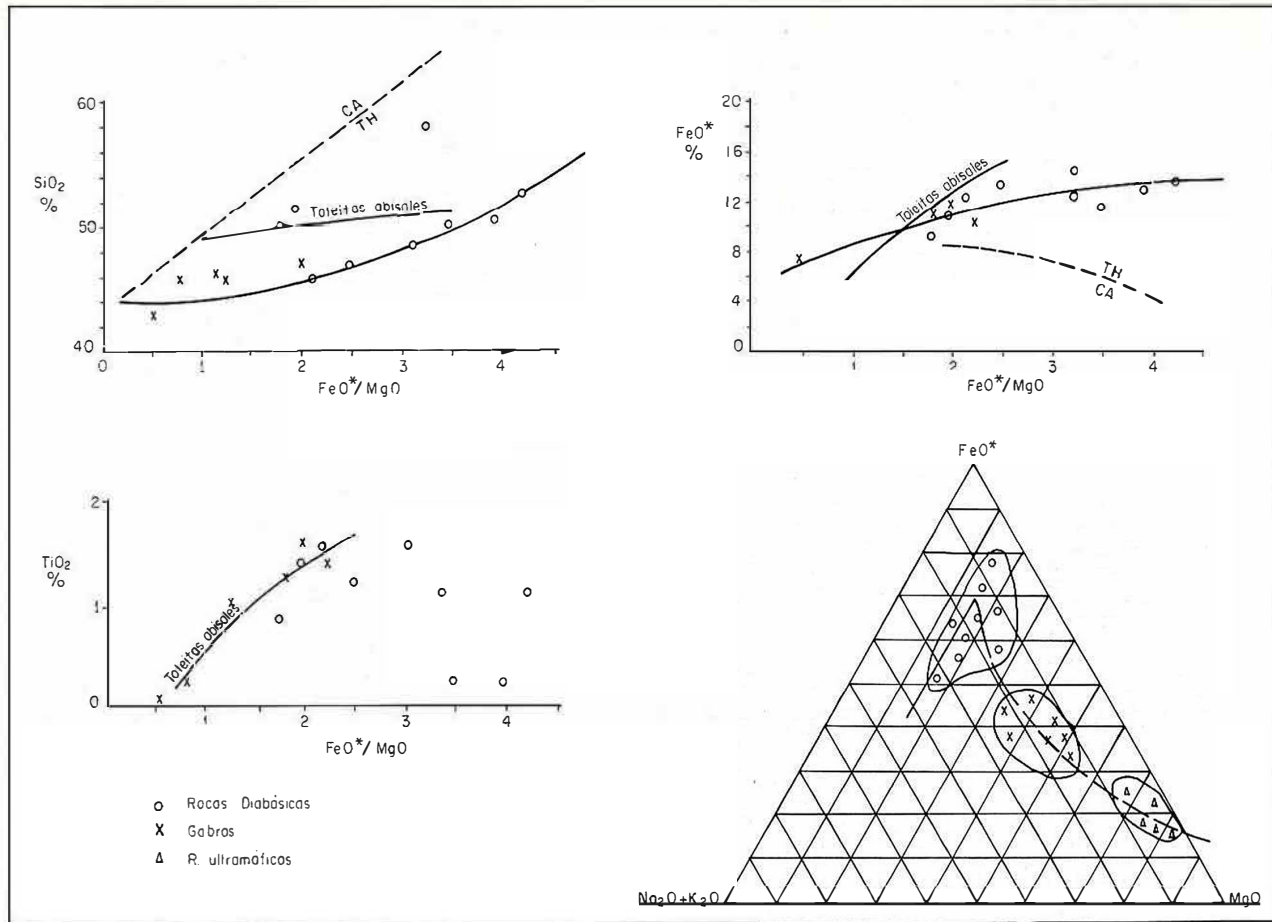 60
SiO2
%
50
40
CA
TH
Toleitas abisales
0 1 2 3 4
FeO*/MgO
20
FeO*
%
16
12
8
4
0
Toleitas abisales
TH
CA
1 2 3 4
FeO*/MgO
2
TiO2
%
1
0
Toleitas abisales
1 2 3 4
FeO*/MgO
o Rocas Diabásicas
x Gabros
Δ R. ultramáficas
FeO*
Na2O+K2O
MgO